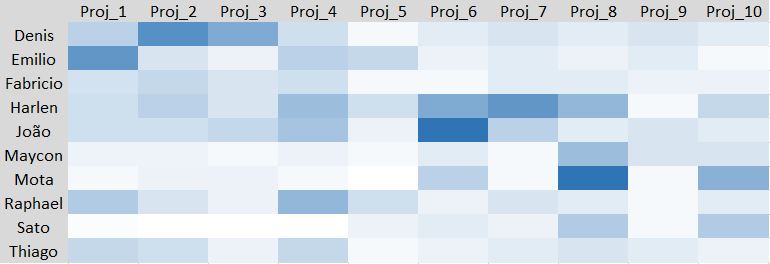 Proj_1 Proj_2 Proj_3 Proj_4 Proj_5 Proj_6 Proj_7 Proj_8 Proj_9 Proj_10
Denis
Emilio
Fabricio
Harlen
João
Maycon
Mota
Raphael
Sato
Thiago